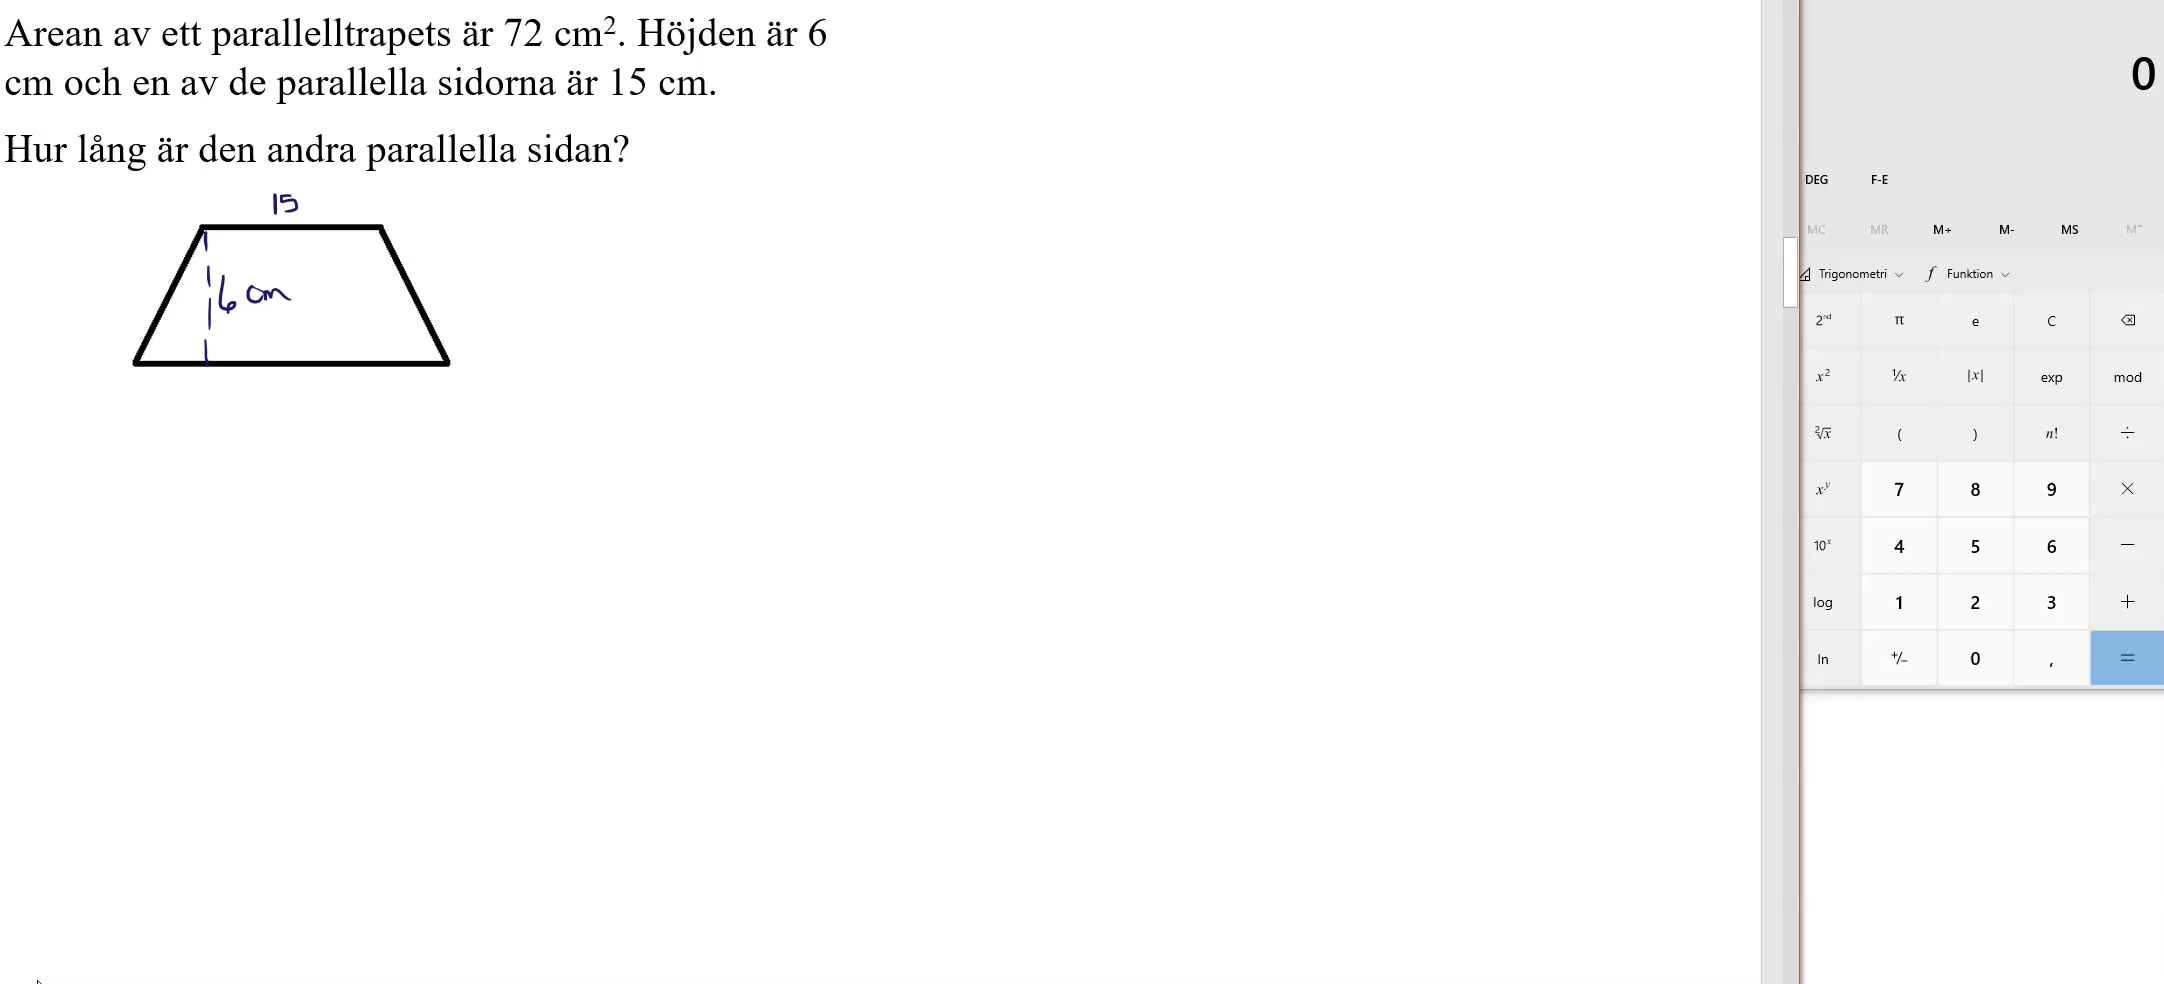 Arean av ett parallelltrapets är 72 cm². Höjden är 6
cm och en av de parallella sidorna är 15 cm.
Hur lång är den andra parallella sidan?
15
6 cm
0
DEG F-E
MC MR M+ M- MS M˅
Trigonometri f Funktion
2ⁿᵈ π e C
x² ¹/x |x| exp mod
²√x ( ) n! ÷
xʸ 7 8 9 ×
10ˣ 4 5 6 −
log 1 2 3 +
ln +/− 0 , =